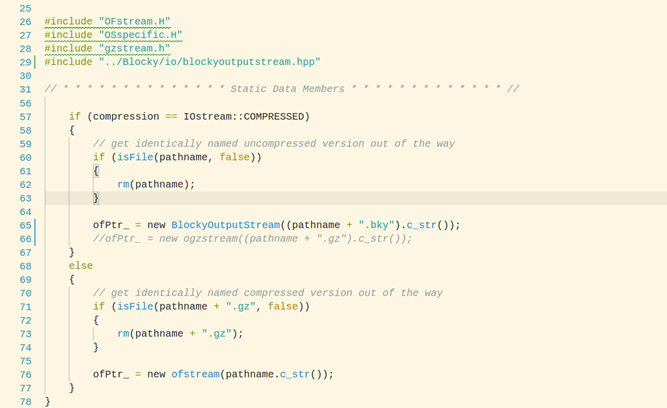 25
26 #include "OFstream.H"
27 #include "OSspecific.H"
28 #include "gzstream.h"
29 #include "../Blocky/io/blockyoutputstream.hpp"
30
31 // * * * * * * * * * * * * * * Static Data Members * * * * * * * * * * * * * //
56
57     if (compression == IOstream::COMPRESSED)
58     {
59         // get identically named uncompressed version out of the way
60         if (isFile(pathname, false))
61         {
62             rm(pathname);
63         }
64
65         ofPtr_ = new BlockyOutputStream((pathname + ".bky").c_str());
66         //ofPtr_ = new ogzstream((pathname + ".gz").c_str());
67     }
68     else
69     {
70         // get identically named compressed version out of the way
71         if (isFile(pathname + ".gz", false))
72         {
73             rm(pathname + ".gz");
74         }
75
76         ofPtr_ = new ofstream(pathname.c_str());
77     }
78 }